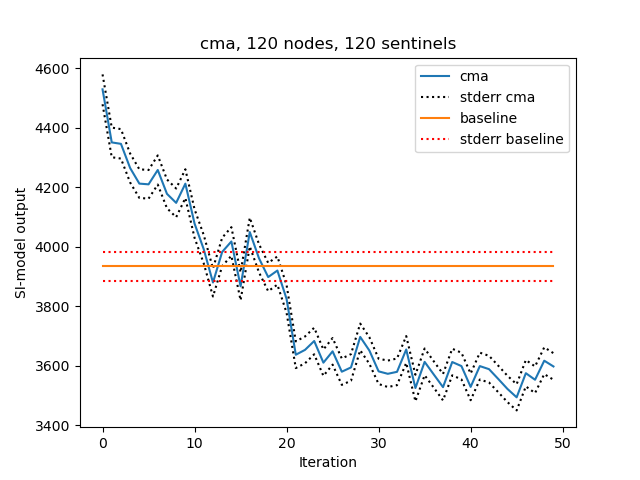 cma, 120 nodes, 120 sentinels
4600
4400
4200
4000
3800
3600
3400
SI-model output
cma
stderr cma
baseline
stderr baseline
0 10 20 30 40 50
Iteration